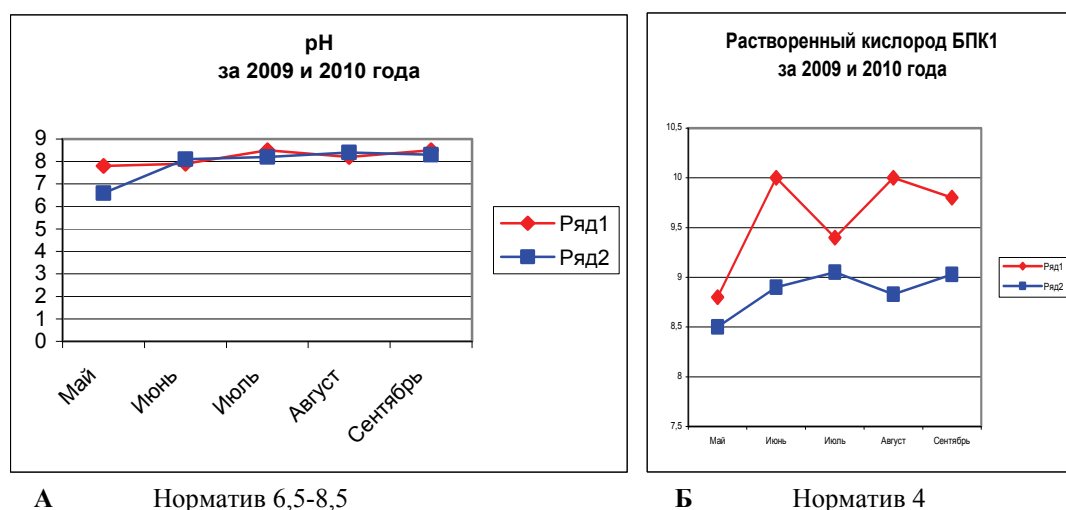 pH
за 2009 и 2010 года
9
8
7
6
5
4
3
2
1
0
Май
Июнь
Июль
Август
Сентябрь
Ряд1
Ряд2
А Норматив 6,5-8,5
Растворенный кислород БПК1
за 2009 и 2010 года
10,5
10
9,5
9
8,5
8
7,5
Май Июнь Июль Август Сентябрь
Ряд1
Ряд2
Б Норматив 4